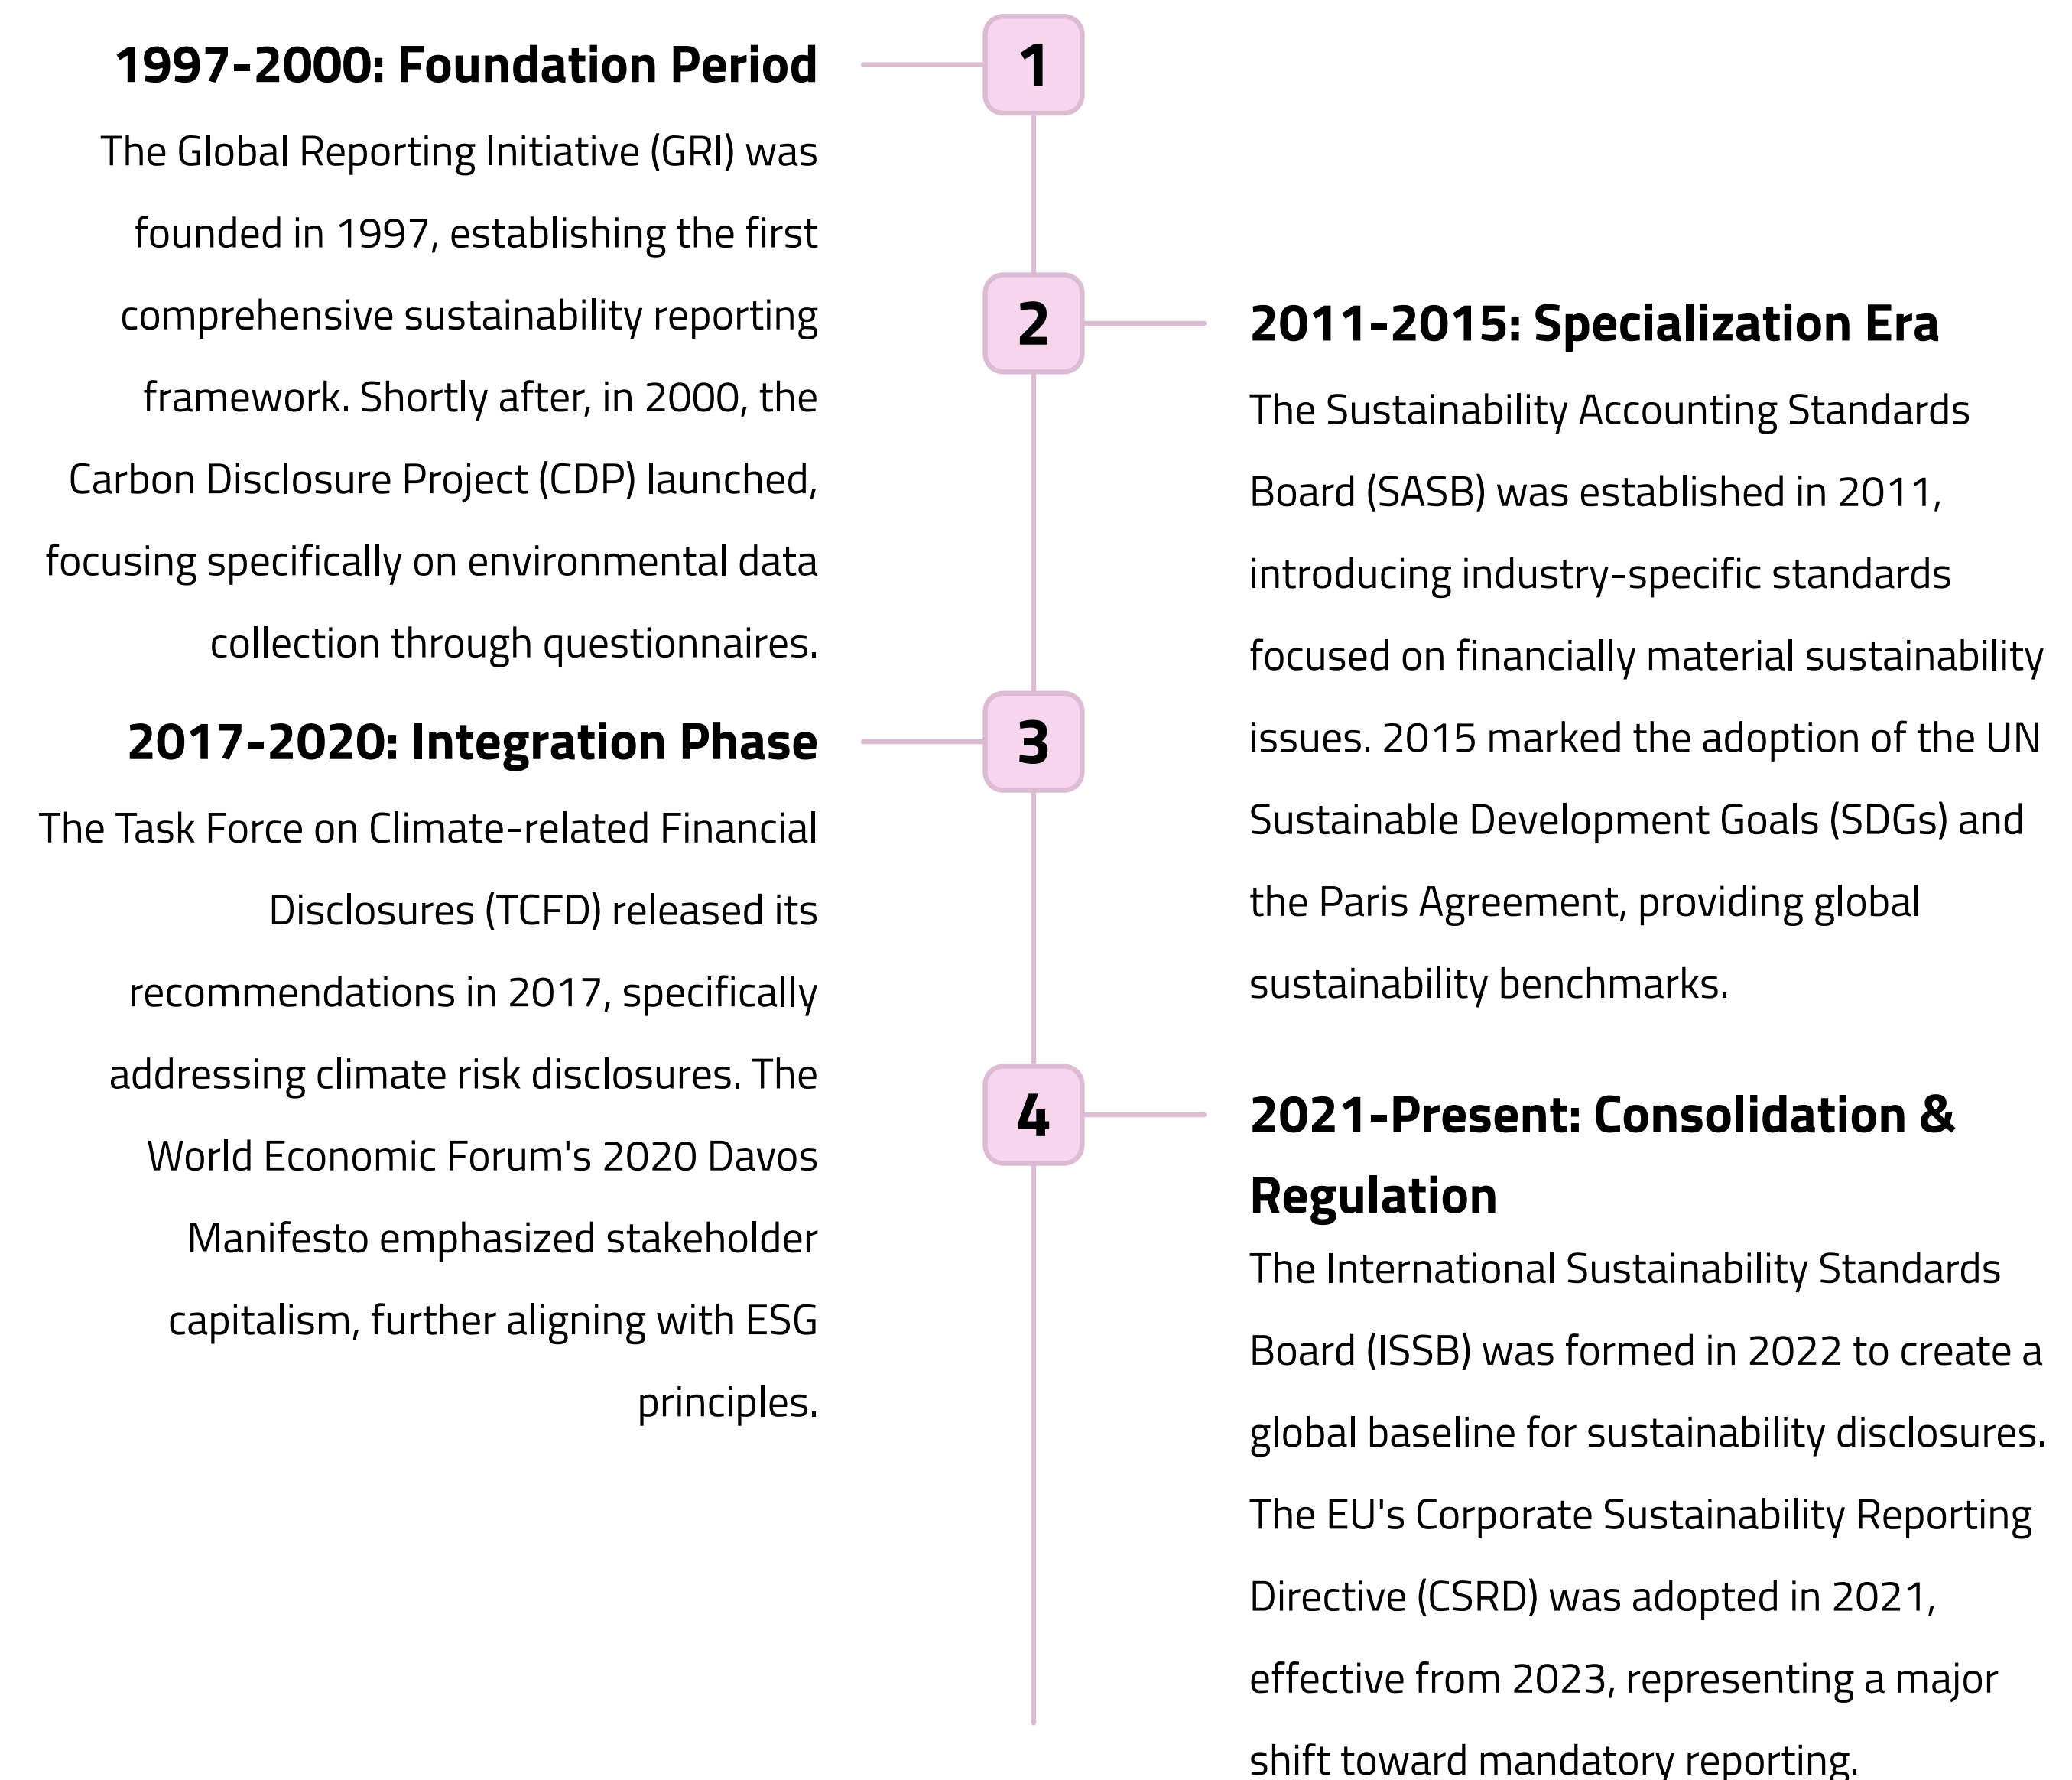 1
1997-2000: Foundation Period
The Global Reporting Initiative (GRI) was
founded in 1997, establishing the first
comprehensive sustainability reporting
framework. Shortly after, in 2000, the
Carbon Disclosure Project (CDP) launched,
focusing specifically on environmental data
collection through questionnaires.
2
2011-2015: Specialization Era
The Sustainability Accounting Standards
Board (SASB) was established in 2011,
introducing industry-specific standards
focused on financially material sustainability
issues. 2015 marked the adoption of the UN
Sustainable Development Goals (SDGs) and
the Paris Agreement, providing global
sustainability benchmarks.
3
2017-2020: Integration Phase
The Task Force on Climate-related Financial
Disclosures (TCFD) released its
recommendations in 2017, specifically
addressing climate risk disclosures. The
World Economic Forum's 2020 Davos
Manifesto emphasized stakeholder
capitalism, further aligning with ESG
principles.
4
2021-Present: Consolidation &
Regulation
The International Sustainability Standards
Board (ISSB) was formed in 2022 to create a
global baseline for sustainability disclosures.
The EU's Corporate Sustainability Reporting
Directive (CSRD) was adopted in 2021,
effective from 2023, representing a major
shift toward mandatory reporting.